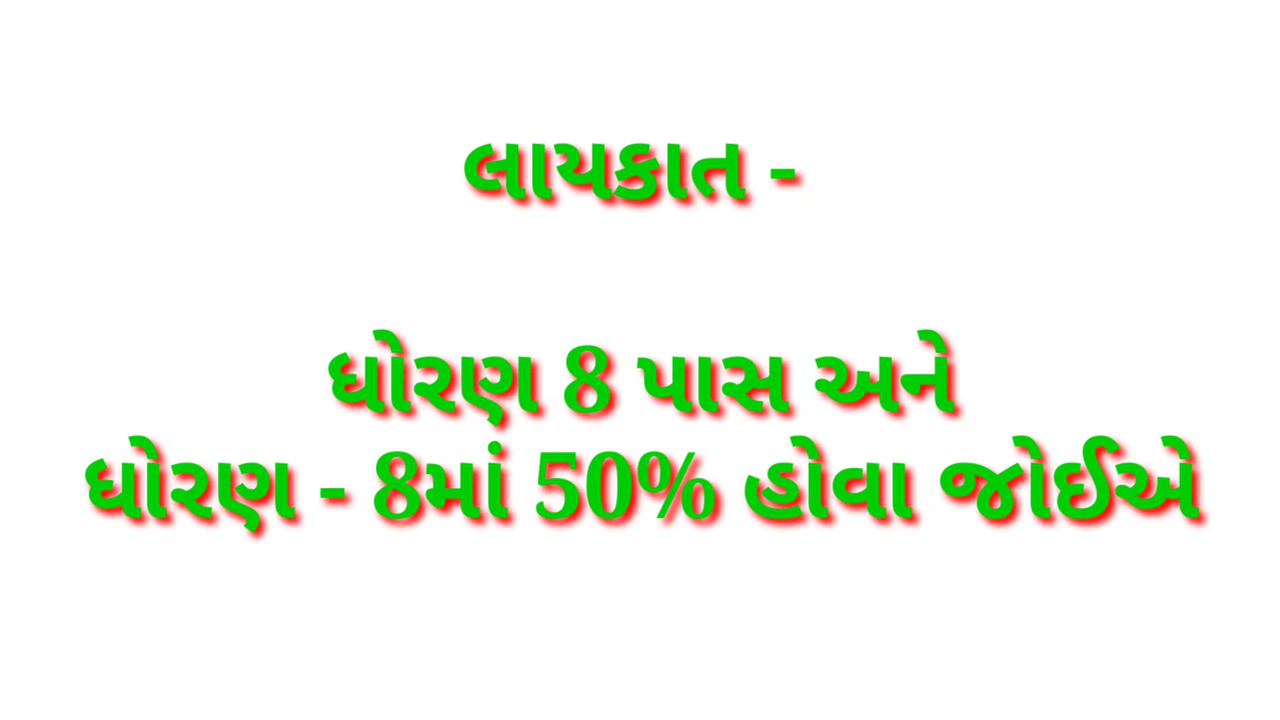 લાયકાત -
ધોરણ 8 પાસ અને
ધોરણ - 8માં 50% હોવા જોઈએ